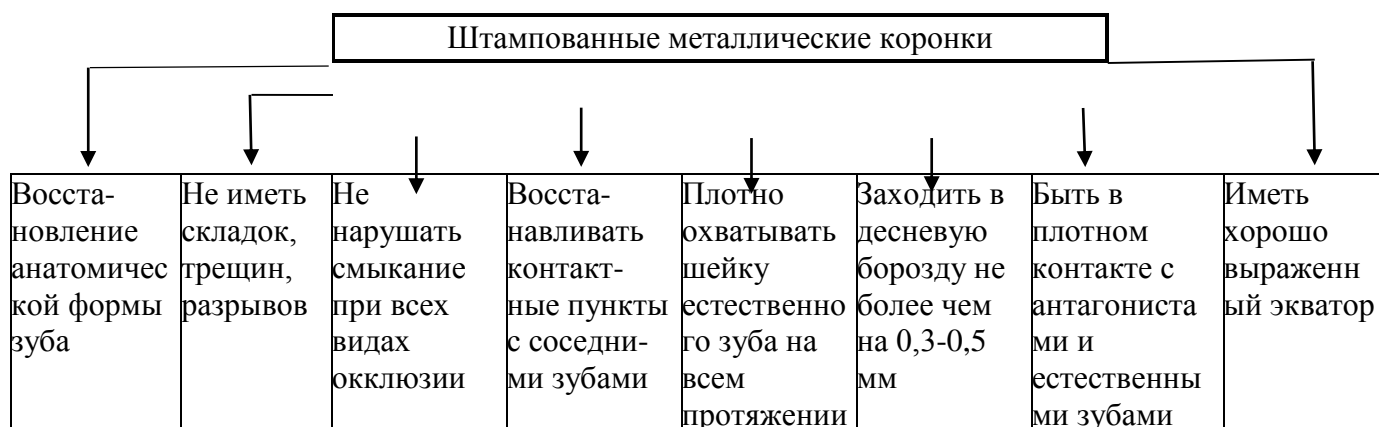 Штампованные металлические коронки
Восста-
новление
анатомичес
кой формы
зуба
Не иметь
складок,
трещин,
разрывов
Не
нарушать
смыкание
при всех
видах
окклюзии
Восста-
навливать
контакт-
ные пункты
с соседни-
ми зубами
Плотно
охватывать
шейку
естественно
го зуба на
всем
протяжении
Заходить в
десневую
борозду не
более чем
на 0,3-0,5
мм
Быть в
плотном
контакте с
антагониста
ми и
естественны
ми зубами
Иметь
хорошо
выраженн
ый экватор